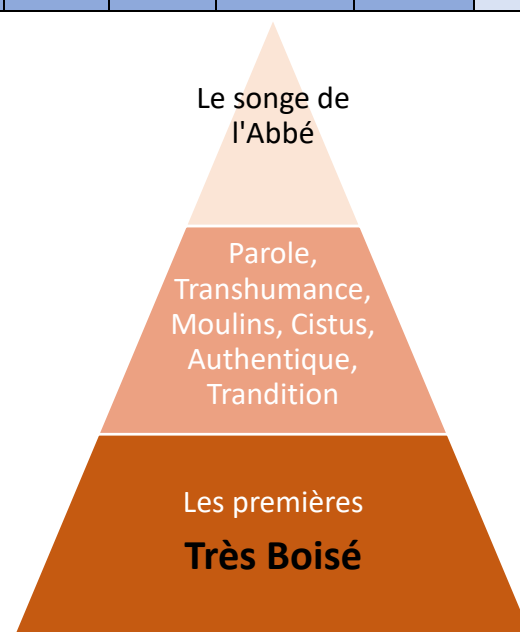 Le songe de
l'Abbé
Parole,
Transhumance,
Moulins, Cistus,
Authentique,
Trandition
Les premières
Très Boisé